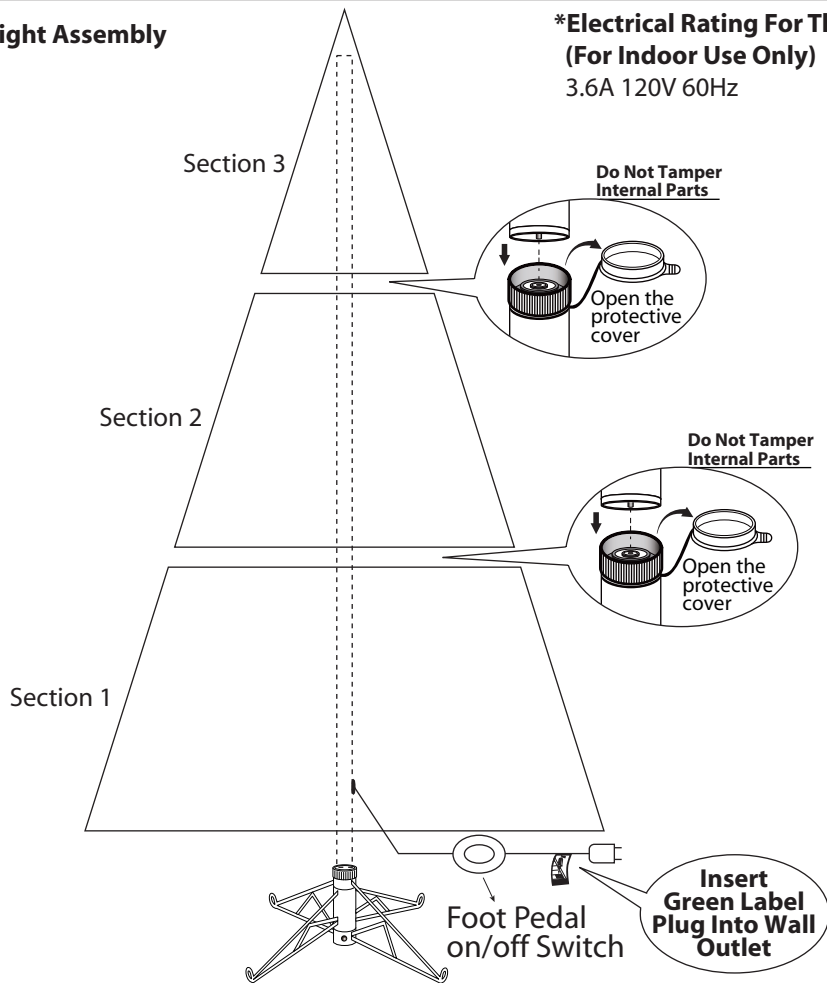 ight Assembly
*Electrical Rating For Th
(For Indoor Use Only)
3.6A 120V 60Hz
Section 3
Do Not Tamper
Internal Parts
Open the
protective
cover
Section 2
Do Not Tamper
Internal Parts
Open the
protective
cover
Section 1
Foot Pedal
on/off Switch
Insert
Green Label
Plug Into Wall
Outlet